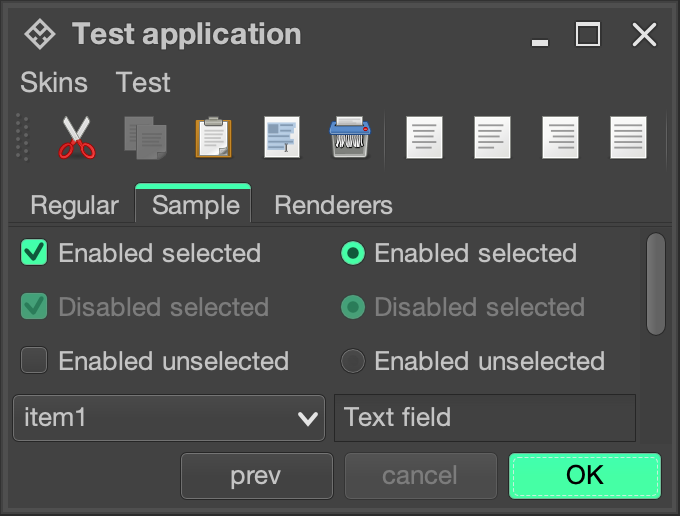 Test application
Skins Test
Regular Sample Renderers
Enabled selected Enabled selected
Disabled selected Disabled selected
Enabled unselected Enabled unselected
item1 Text field
prev cancel OK